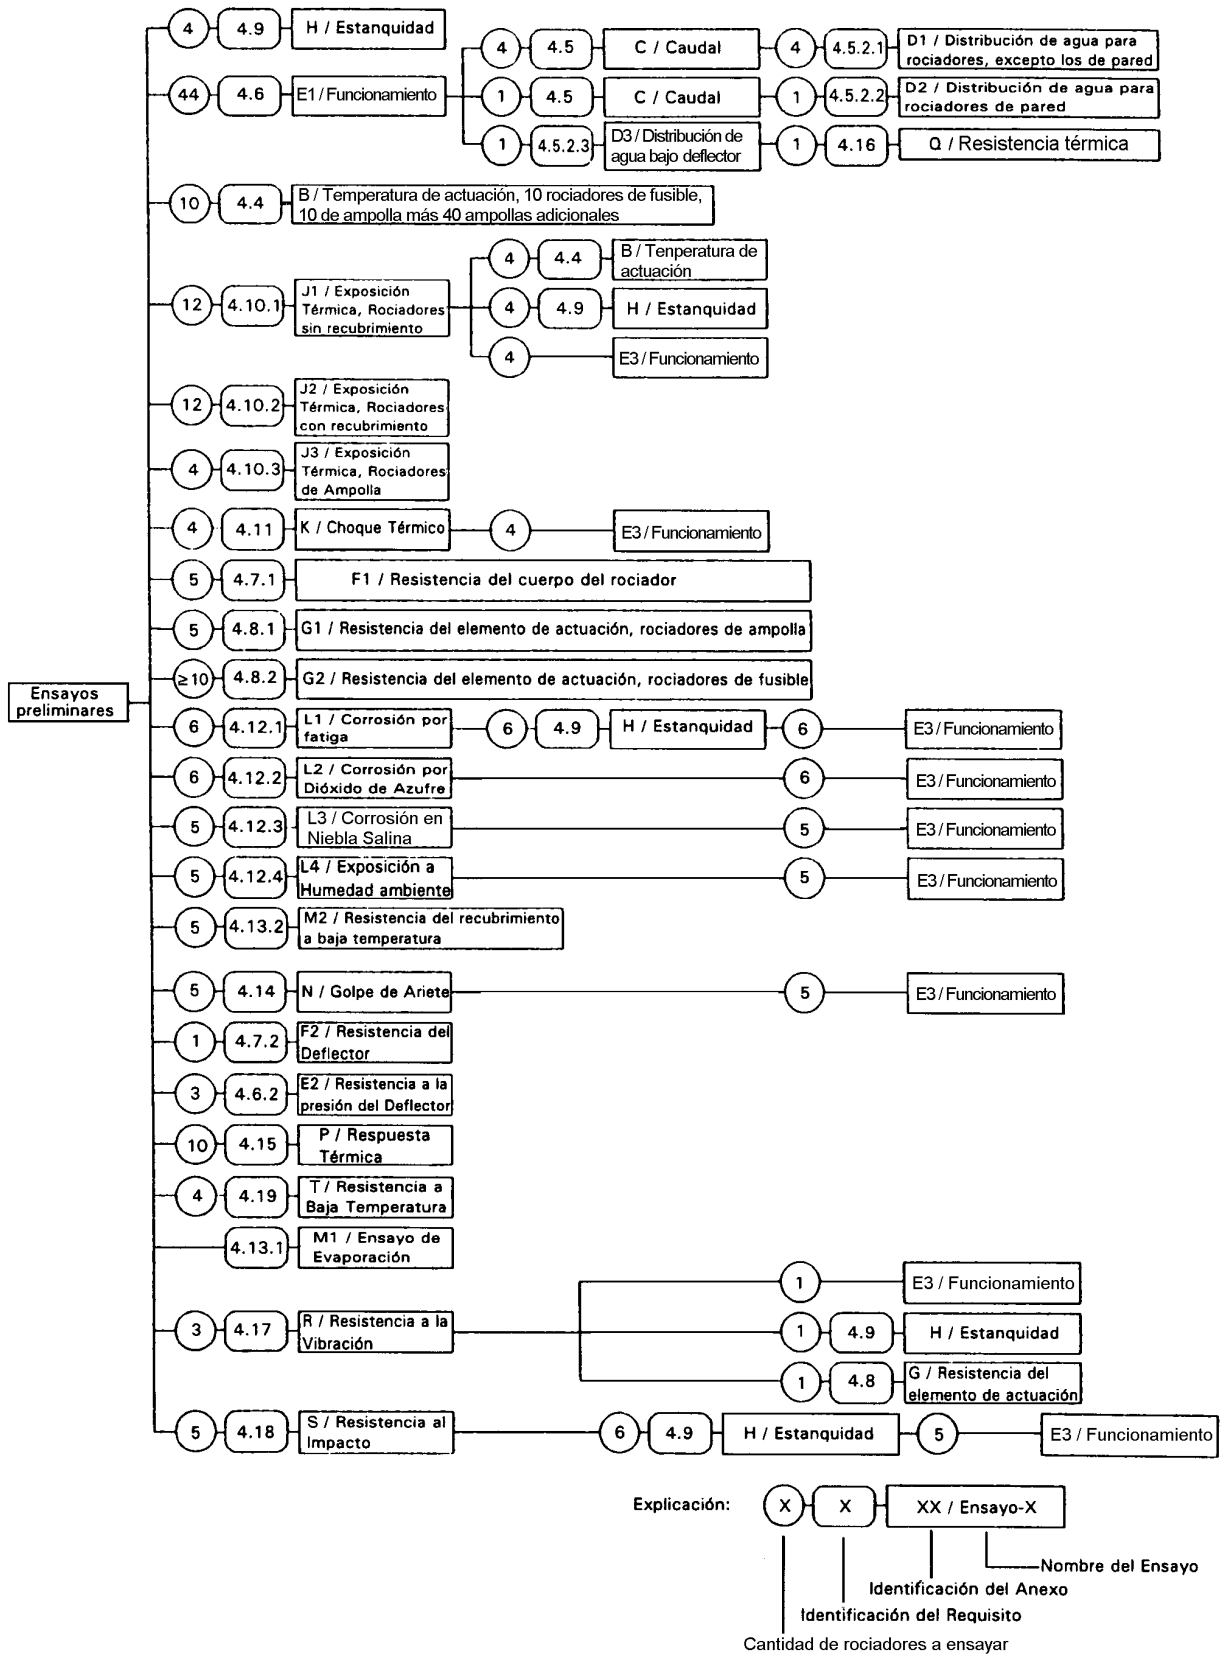 4 4.9 H / Estanquidad
4 4.5 C / Caudal 4 4.5.2.1 D1 / Distribución de agua para
rociadores, excepto los de pared
44 4.6 E1 / Funcionamiento 1 4.5 C / Caudal 1 4.5.2.2 D2 / Distribución de agua para
rociadores de pared
1 4.5.2.3 D3 / Distribución de
agua bajo deflector 1 4.16 Q / Resistencia térmica
10 4.4 B / Temperatura de actuación, 10 rociadores de fusible,
10 de ampolla más 40 ampollas adicionales
4 4.4 B / Tenperatura de
actuación
12 4.10.1 J1 / Exposición
Térmica, Rociadores
sin recubrimiento
4 4.9 H / Estanquidad
4 E3 / Funcionamiento
12 4.10.2 J2 / Exposición
Térmica, Rociadores
con recubrimiento
4 4.10.3 J3 / Exposición
Térmica, Rociadores
de Ampolla
4 4.11 K / Choque Térmico 4 E3 / Funcionamiento
5 4.7.1 F1 / Resistencia del cuerpo del rociador
5 4.8.1 G1 / Resistencia del elemento de actuación, rociadores de ampolla
≥10 4.8.2 G2 / Resistencia del elemento de actuación, rociadores de fusible
Ensayos
preliminares
6 4.12.1 L1 / Corrosión por
fatiga 6 4.9 H / Estanquidad 6 E3 / Funcionamiento
6 4.12.2 L2 / Corrosión por
Dióxido de Azufre 6 E3 / Funcionamiento
5 4.12.3 L3 / Corrosión en
Niebla Salina 5 E3 / Funcionamiento
5 4.12.4 L4 / Exposición a
Humedad ambiente 5 E3 / Funcionamiento
5 4.13.2 M2 / Resistencia del recubrimiento
a baja temperatura
5 4.14 N / Golpe de Ariete 5 E3 / Funcionamiento
1 4.7.2 F2 / Resistencia del
Deflector
3 4.6.2 E2 / Resistencia a la
presión del Deflector
10 4.15 P / Respuesta
Térmica
4 4.19 T / Resistencia a
Baja Temperatura
4.13.1 M1 / Ensayo de
Evaporación
1 E3 / Funcionamiento
3 4.17 R / Resistencia a la
Vibración 1 4.9 H / Estanquidad
1 4.8 G / Resistencia del
elemento de actuación
5 4.18 S / Resistencia al
Impacto 6 4.9 H / Estanquidad 5 E3 / Funcionamiento
Explicación: X X XX / Ensayo-X
Nombre del Ensayo
Identificación del Anexo
Identificación del Requisito
Cantidad de rociadores a ensayar